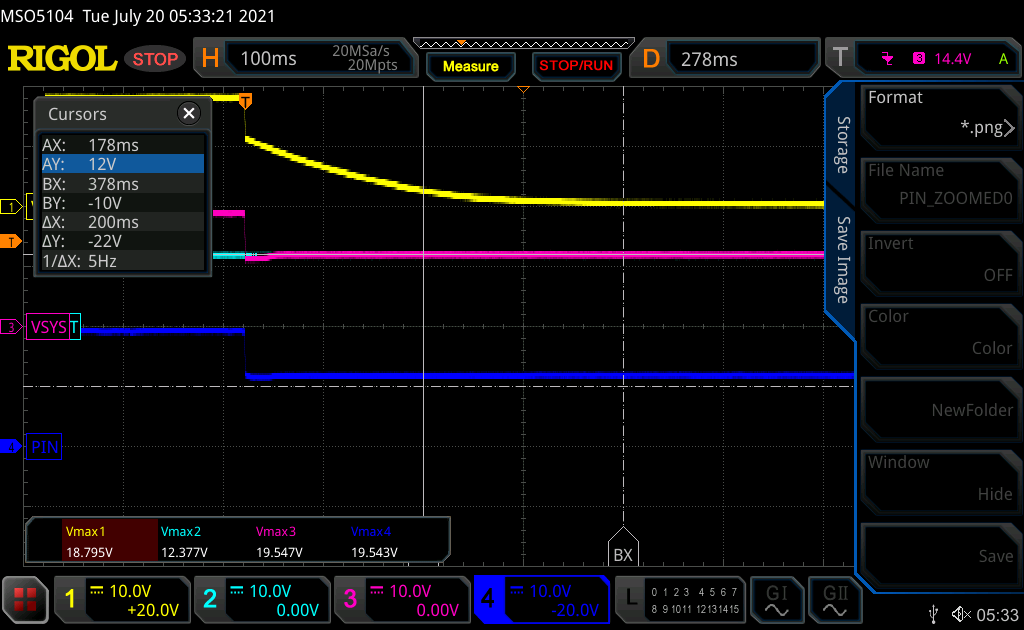 MSO5104 Tue July 20 05:33:21 2021
RIGOL STOP H 100ms 20MSa/s 20Mpts Measure STOP/RUN D 278ms T 3 14.4V A
Cursors
AX: 178ms
AY: 12V
BX: 378ms
BY: -10V
ΔX: 200ms
ΔY: -22V
1/ΔX: 5Hz
T
1
T
3 VSYS T
4 PIN
BX
Vmax1 Vmax2 Vmax3 Vmax4
18.795V 12.377V 19.547V 19.543V
Storage
Save Image
Format
*.png
File Name
PIN_ZOOMED0
Invert
OFF
Color
Color
NewFolder
Window
Hide
Save
1 10.0V +20.0V
2 10.0V 0.00V
3 10.0V 0.00V
4 10.0V -20.0V
L 0 1 2 3 4 5 6 7
8 9 10 11 12 13 14 15
GI GII
05:33